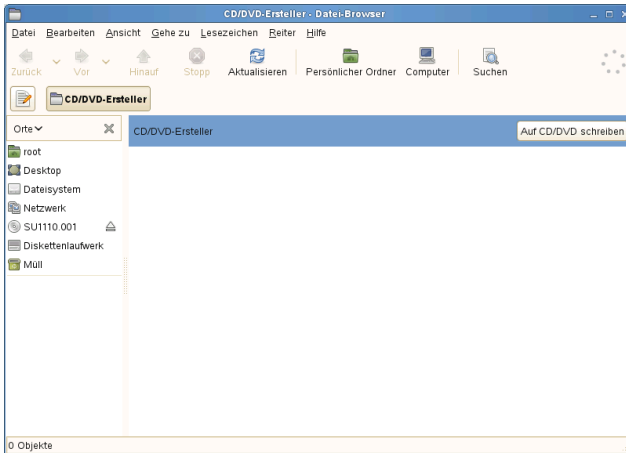 CD/DVD-Ersteller - Datei-Browser
Datei Bearbeiten Ansicht Gehe zu Lesezeichen Reiter Hilfe
Zurück Vor Hinauf Stopp Aktualisieren Persönlicher Ordner Computer Suchen
CD/DVD-Ersteller
Orte
CD/DVD-Ersteller Auf CD/DVD schreiben
root
Desktop
Dateisystem
Netzwerk
SU1110.001
Diskettenlaufwerk
Müll
0 Objekte